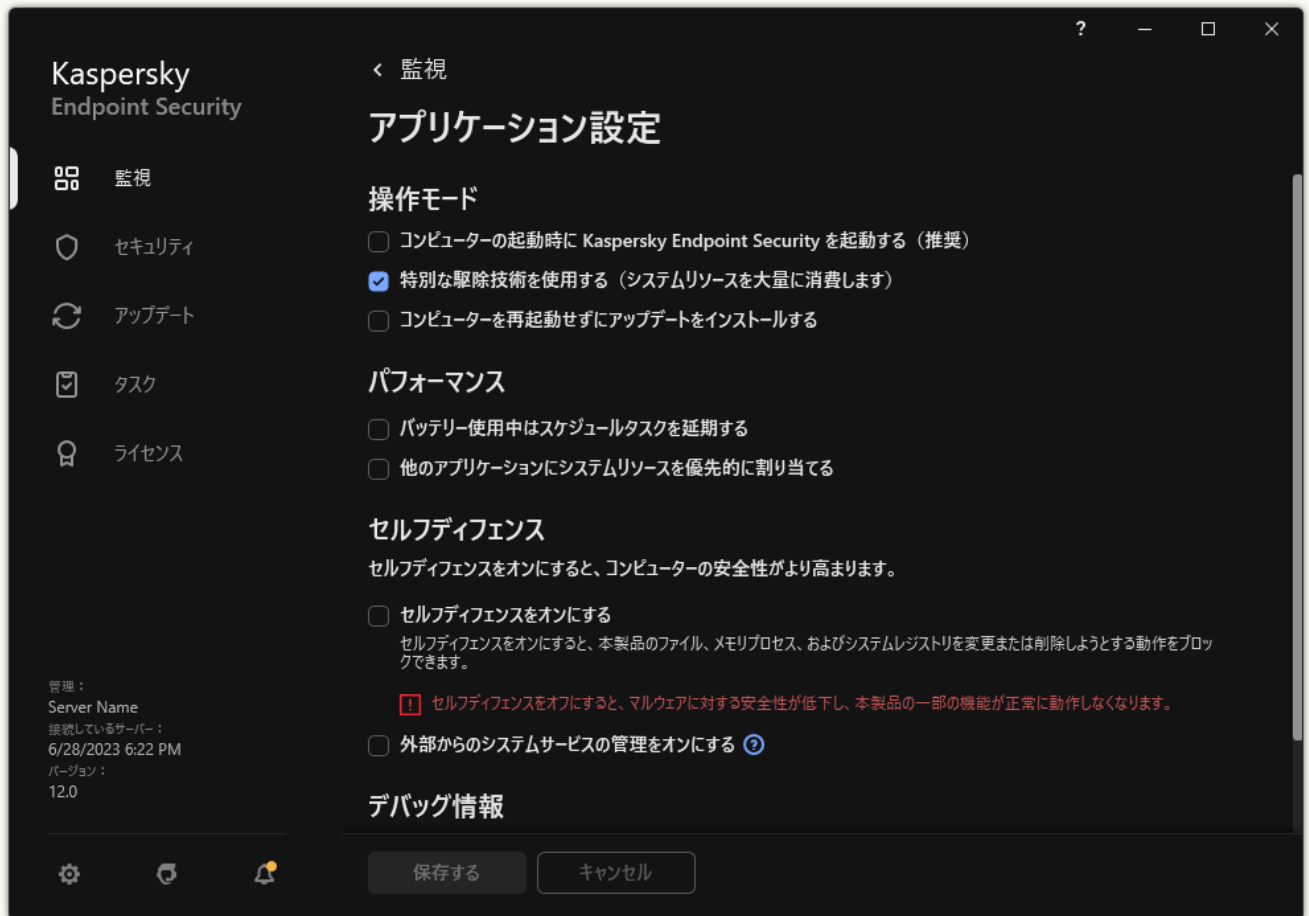 ?
Kaspersky
Endpoint Security
監視
セキュリティ
アップデート
タスク
ライセンス
管理：
Server Name
接続しているサーバー：
6/28/2023 6:22 PM
バージョン：
12.0
監視
アプリケーション設定
操作モード
コンピューターの起動時に Kaspersky Endpoint Security を起動する（推奨）
特別な駆除技術を使用する（システムリソースを大量に消費します）
コンピューターを再起動せずにアップデートをインストールする
パフォーマンス
バッテリー使用中はスケジュールタスクを延期する
他のアプリケーションにシステムリソースを優先的に割り当てる
セルフディフェンス
セルフディフェンスをオンにすると、コンピューターの安全性がより高まります。
セルフディフェンスをオンにする
セルフディフェンスをオンにすると、本製品のファイル、メモリプロセス、およびシステムレジストリを変更または削除しようとする動作をブロッ
クできます。
セルフディフェンスをオフにすると、マルウェアに対する安全性が低下し、本製品の一部の機能が正常に動作しなくなります。
外部からのシステムサービスの管理をオンにする ?
デバッグ情報
保存する
キャンセル